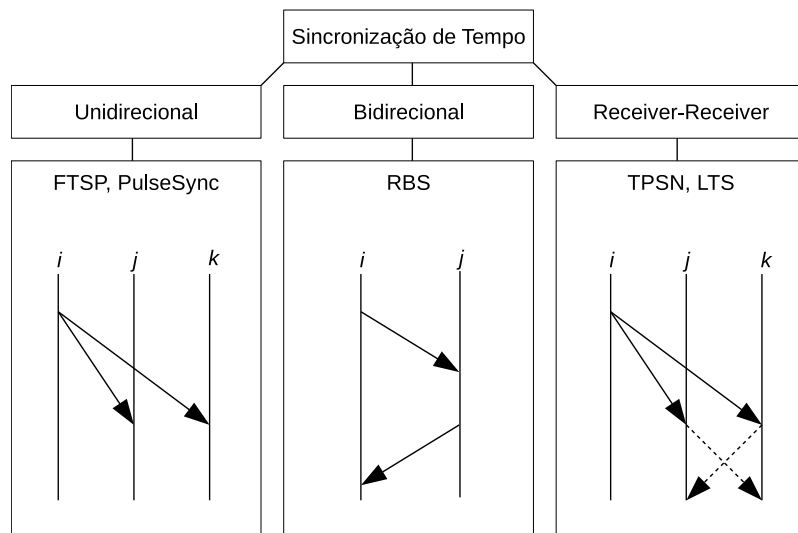 Sincronização de Tempo
Unidirecional
Bidirecional
Receiver-Receiver
FTSP, PulseSync
RBS
TPSN, LTS
i j k
i j
i j k